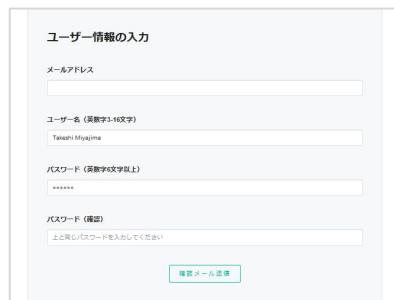 ユーザー情報の入力
メールアドレス
ユーザー名（英数字3-16文字）
Takeshi Miyajima
パスワード（英数字6文字以上）
••••••
パスワード（確認）
上と同じパスワードを入力してください
確認メール送信